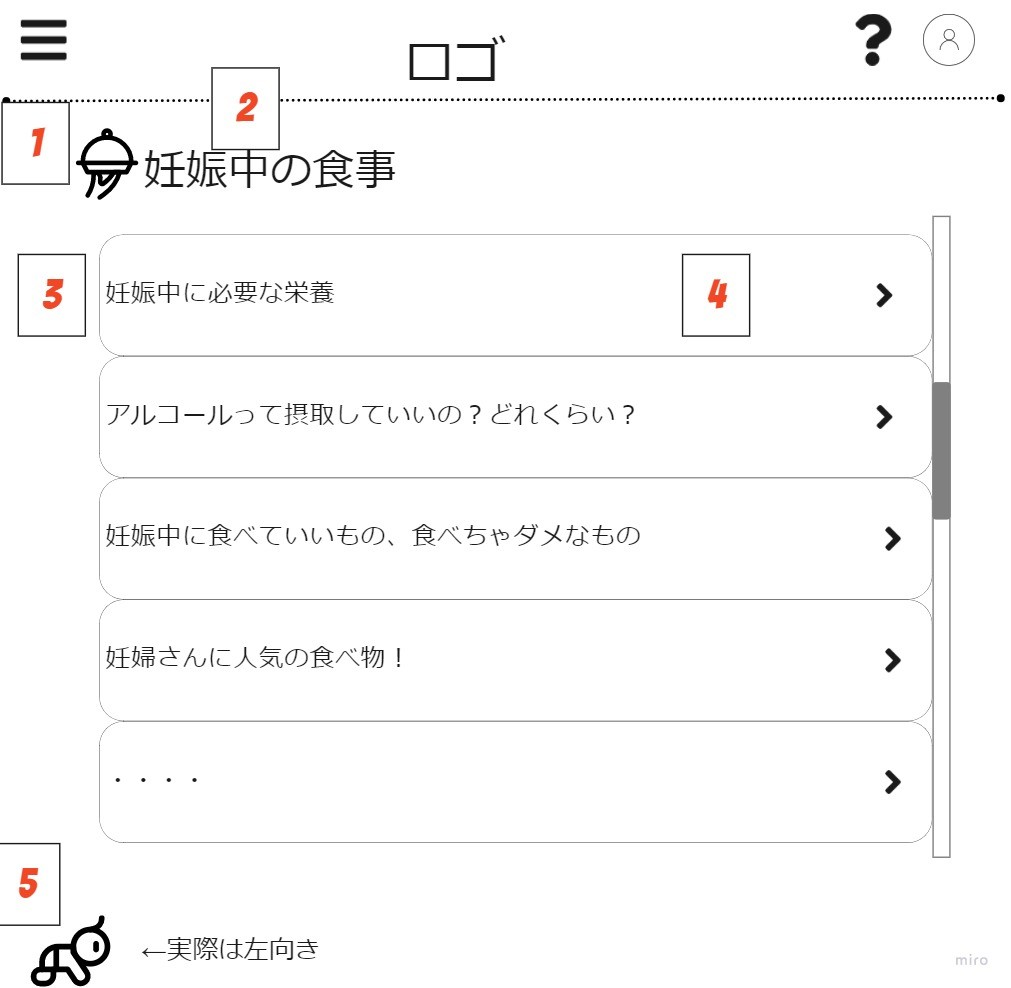 ロゴ
2
1
妊娠中の食事
3
妊娠中に必要な栄養
4
アルコールって摂取していいの？どれくらい？
妊娠中に食べていいもの、食べちゃダメなもの
妊婦さんに人気の食べ物！
・・・・
5
←実際は左向き
miro